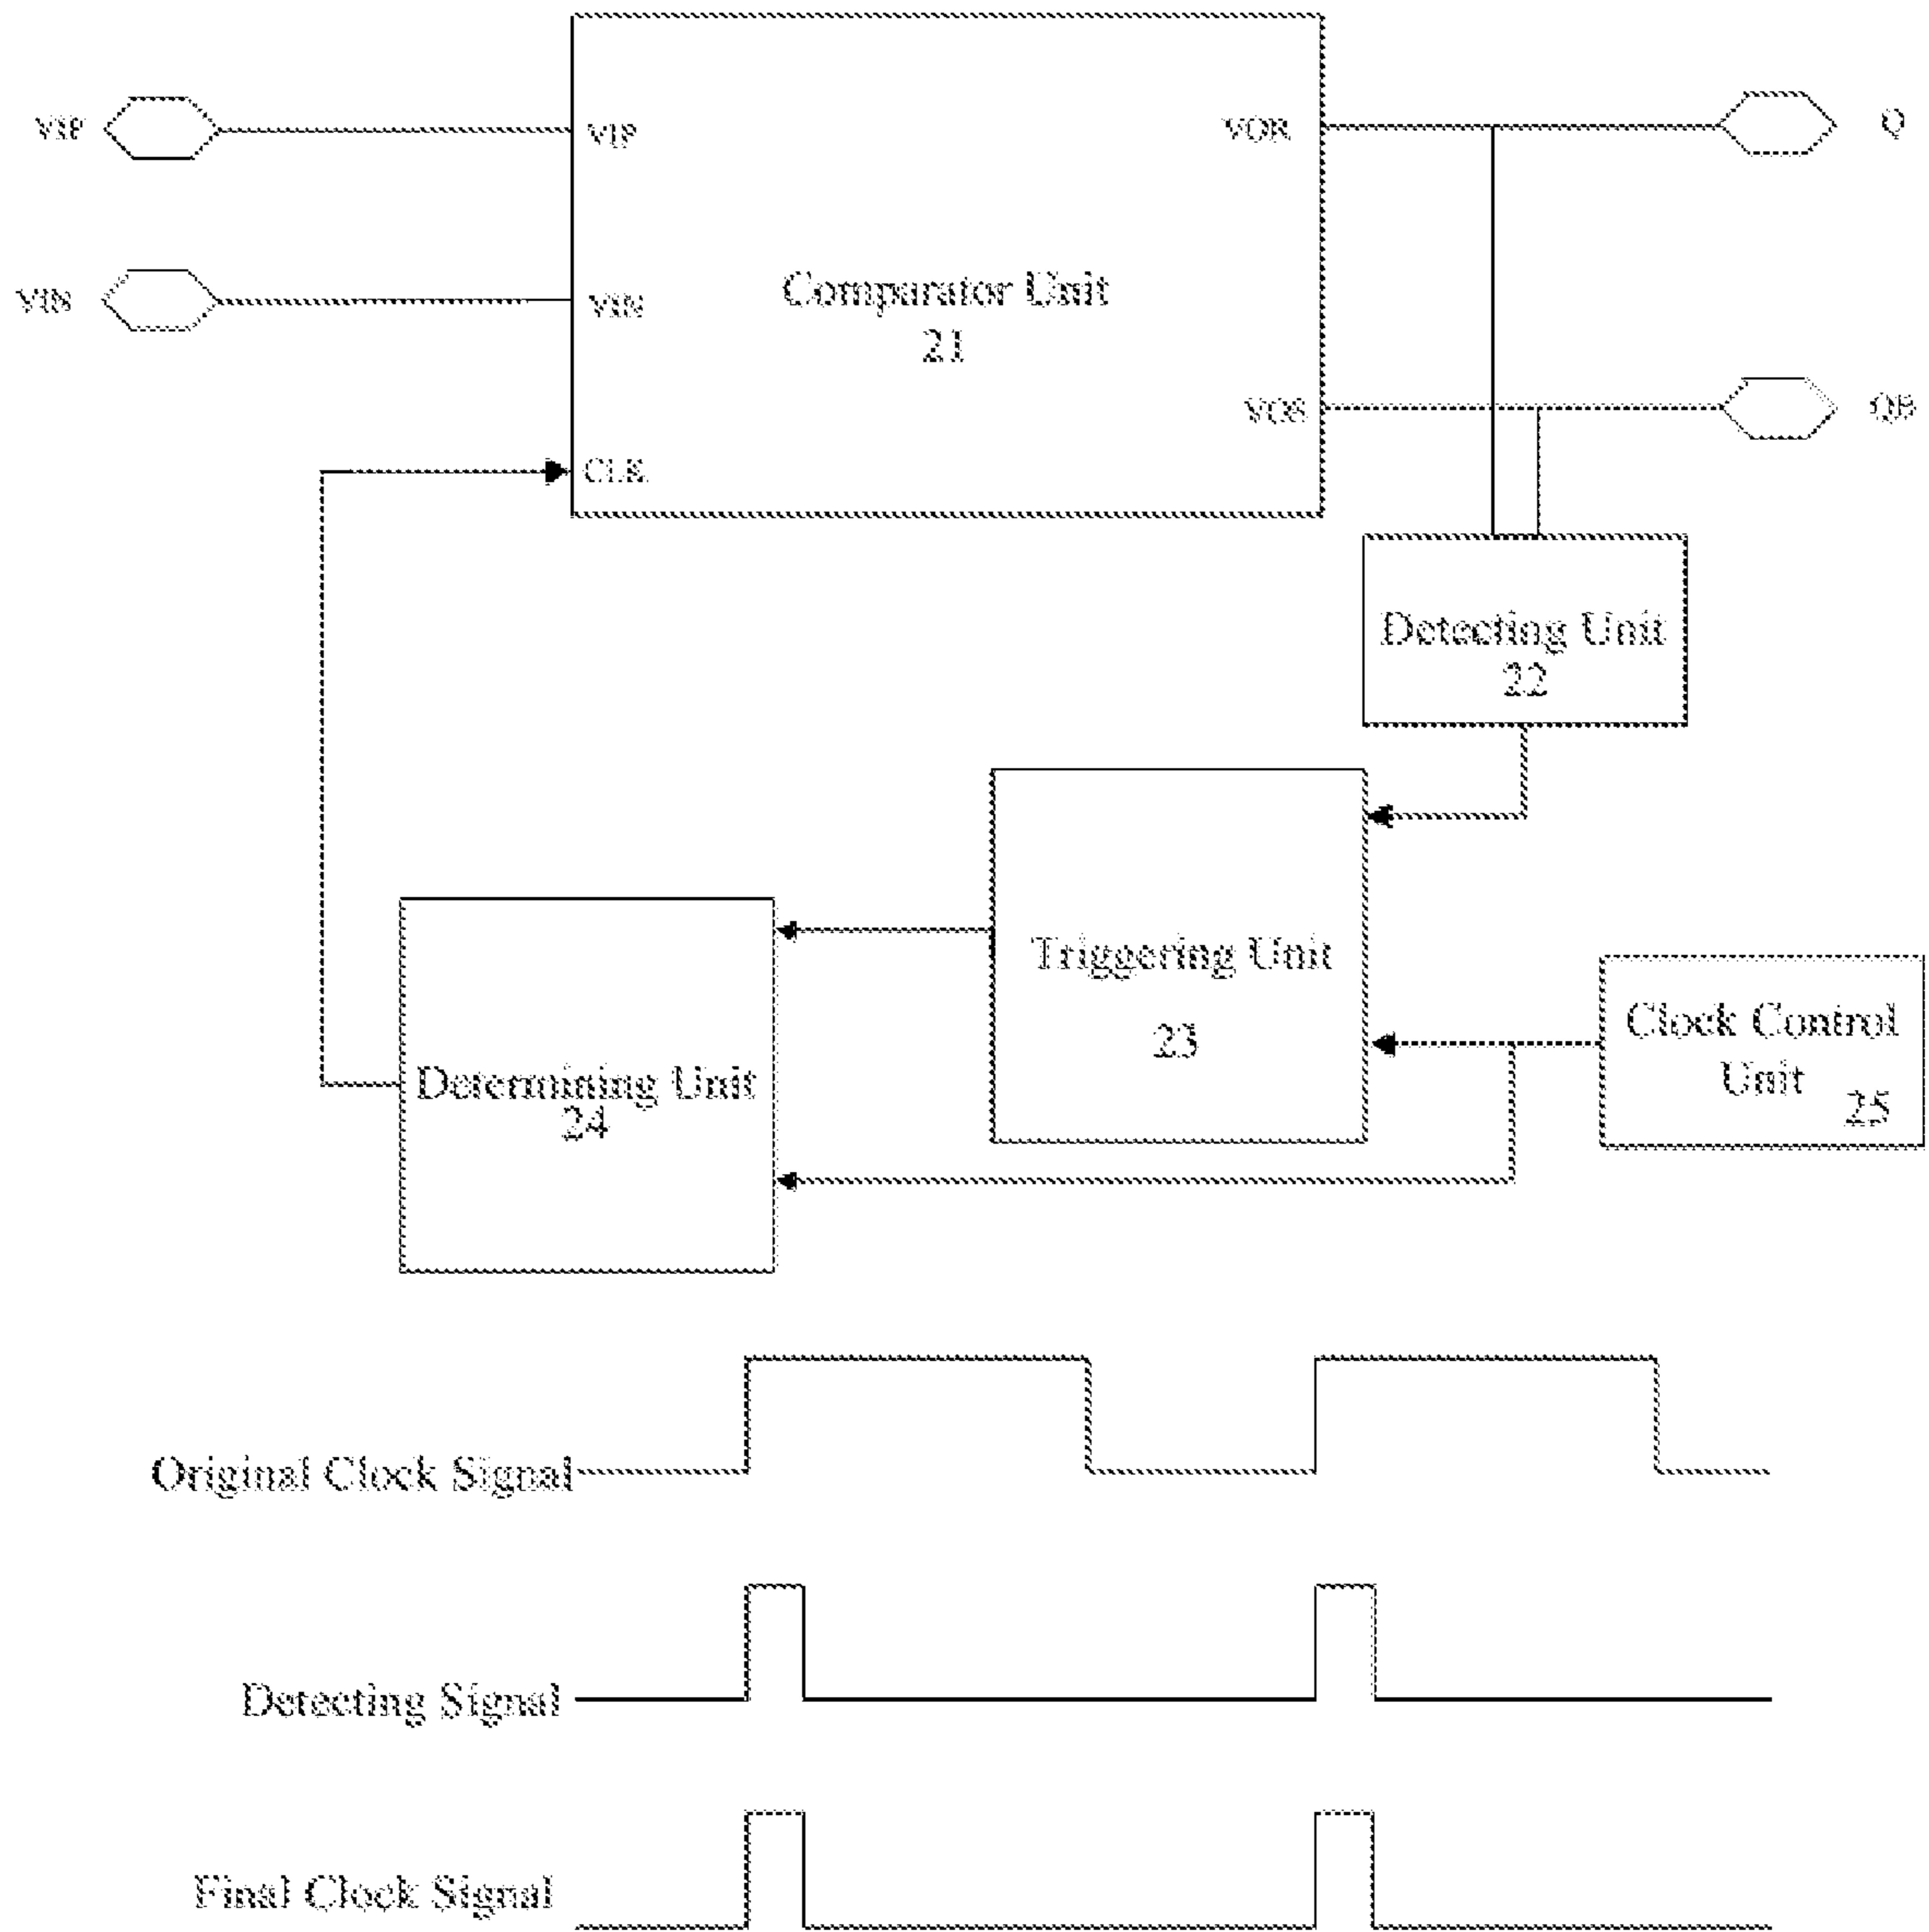 VIP
VIP
VOR
Q
VIN
VIN
Comparator Unit
21
VOS
QB
CLK
Detecting Unit
22
Triggering Unit
23
Clock Control
Unit
25
Determining Unit
24
Original Clock Signal
Detecting Signal
Final Clock Signal